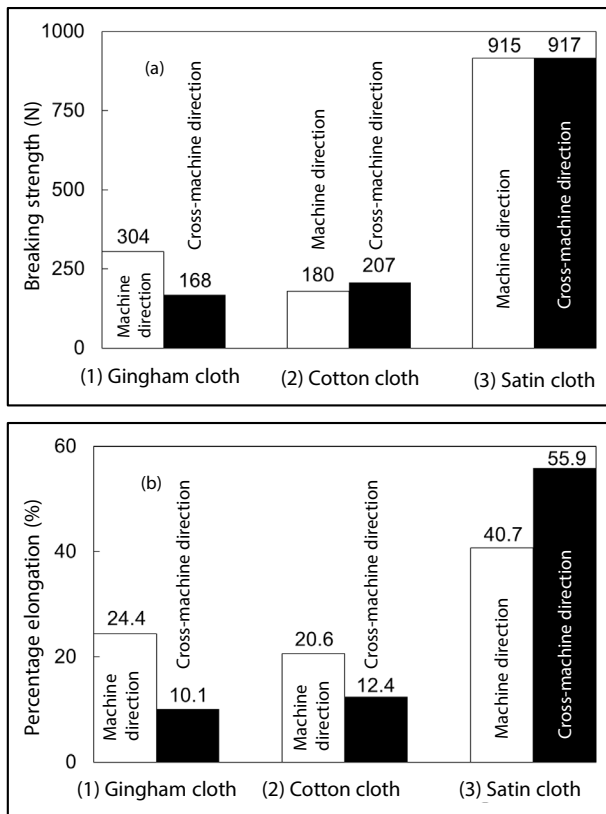 1000
750
500
250
0
Breaking strength (N)
(a)
304
Machine
direction
168
Cross-machine direction
180
Machine direction
207
Cross-machine direction
915
Machine direction
917
Cross-machine direction
(1) Gingham cloth
(2) Cotton cloth
(3) Satin cloth
60
40
20
0
Percentage elongation (%)
(b)
24.4
Machine
direction
10.1
Cross-machine direction
20.6
Machine
direction
12.4
Cross-machine direction
40.7
Machine direction
55.9
Cross-machine direction
(1) Gingham cloth
(2) Cotton cloth
(3) Satin cloth